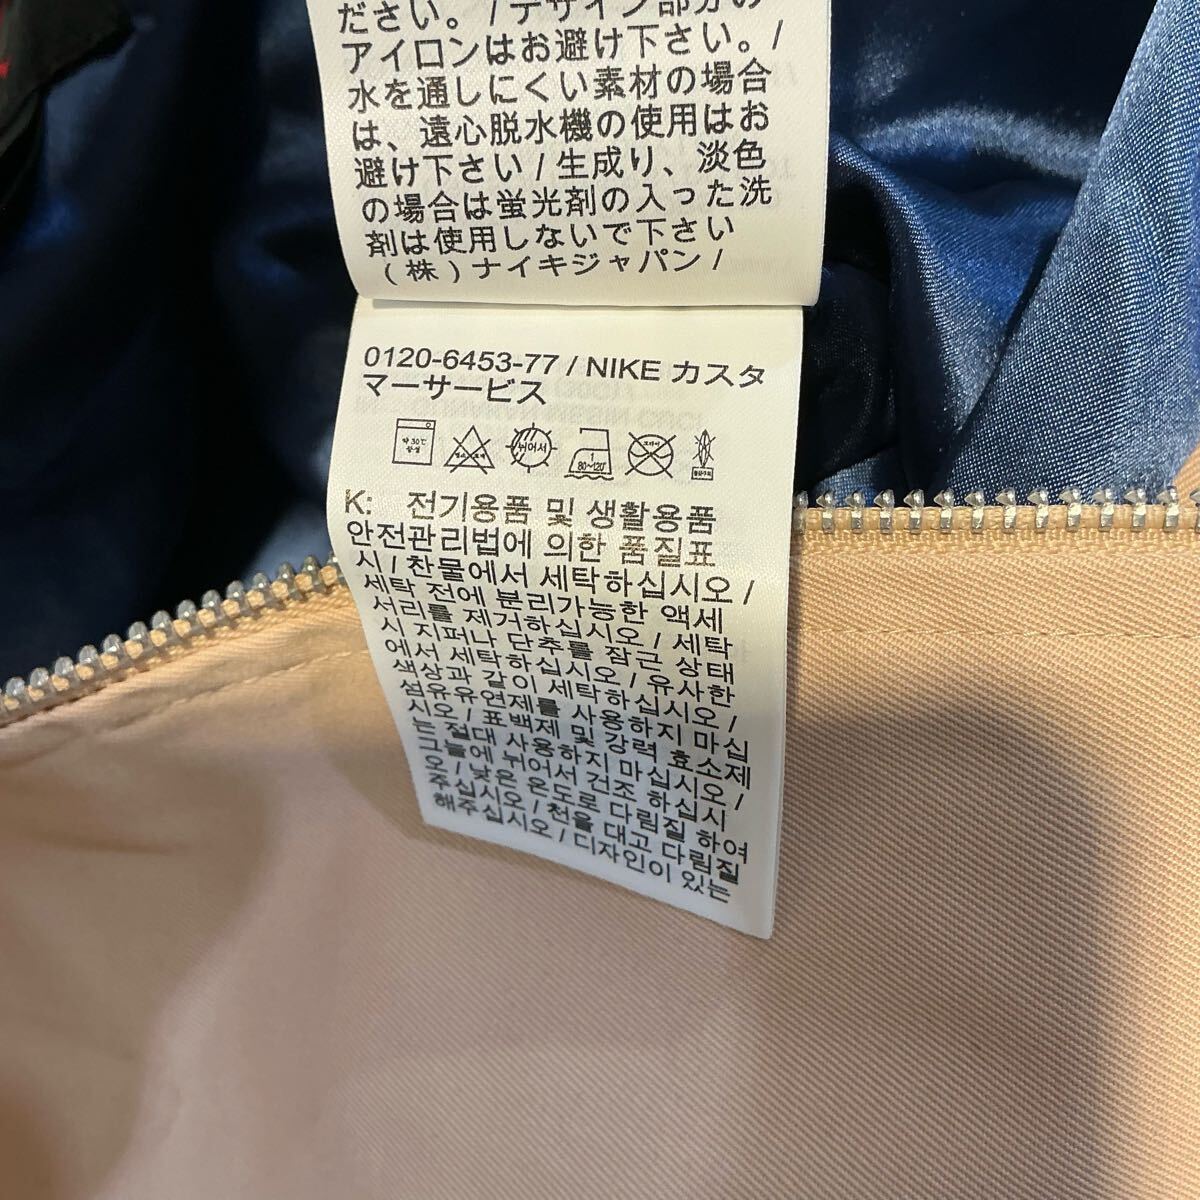 ださい。 / デザイン部分の
アイロンはお避け下さい。 /
水を通しにくい素材の場合
は、遠心脱水機の使用はお
避け下さい / 生成り、淡色
の場合は蛍光剤の入った洗
剤は使用しないで下さい
(株) ナイキジャパン /
0120-6453-77 / NIKE カスタ
マーサービス
약 30℃
중성
뉘어서
1
80~120℃
K: 전기용품 및 생활용품
안전관리법에 의한 품질표
시 / 찬물에서 세탁하십시오 /
세탁 전에 분리가능한 액세
서리를 제거하십시오 / 세탁
시 지퍼나 단추를 잠근 상태
에서 세탁하십시오 / 유사한
색상과 같이 세탁하십시오 /
섬유유연제를 사용하지 마십
시오 / 표백제 및 강력 효소제
는 절대 사용하지 마십시오 /
그늘에 뉘어서 건조 하십시
오 / 낮은 온도로 다림질 하여
주십시오 / 천을 대고 다림질
해주십시오 / 디자인이 있는